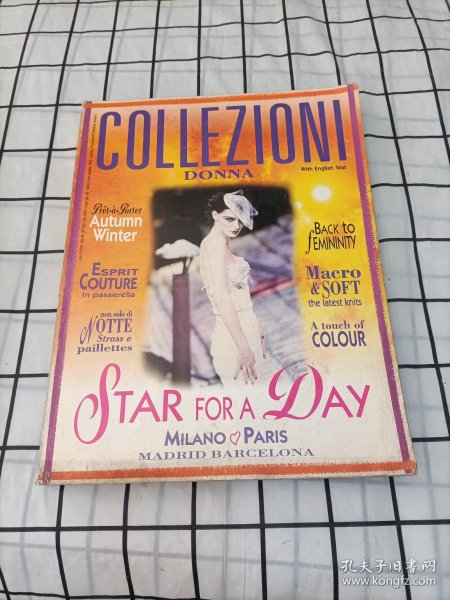 COLLEZIONI
DONNA
With English Text
Prêt-à-Porter
Autumn
Winter
ESPRIT
COUTURE
in passerella
non solo di
NOTTE
Strass e
paillettes
BACK TO
fEMININITY
Macro
& SOFT
the latest knits
A touch of
COLOUR
STAR FOR A DAY
MILANO ♡ PARIS
MADRID BARCELONA
孔夫子旧书网
www.kongfz.com